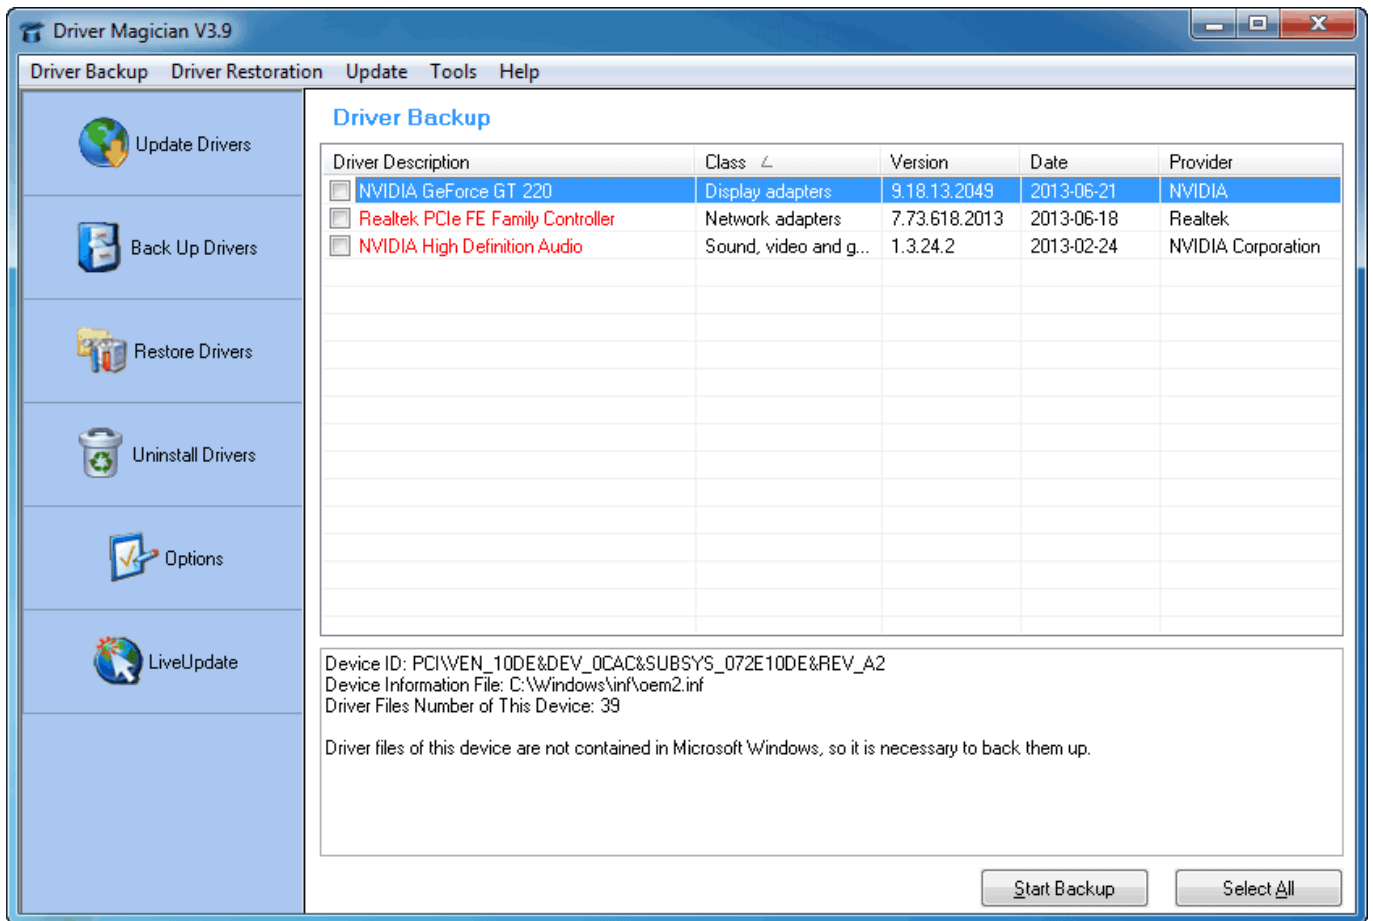 Driver Magician V3.9
Driver Backup Driver Restoration Update Tools Help
Update Drivers
Back Up Drivers
Restore Drivers
Uninstall Drivers
Options
LiveUpdate
Driver Backup
Driver Description Class Version Date Provider
NVIDIA GeForce GT 220 Display adapters 9.18.13.2049 2013-06-21 NVIDIA
Realtek PCIe FE Family Controller Network adapters 7.73.618.2013 2013-06-18 Realtek
NVIDIA High Definition Audio Sound, video and g... 1.3.24.2 2013-02-24 NVIDIA Corporation
Device ID: PCI\VEN_10DE&DEV_0CAC&SUBSYS_072E10DE&REV_A2
Device Information File: C:\Windows\inf\oem2.inf
Driver Files Number of This Device: 39
Driver files of this device are not contained in Microsoft Windows, so it is necessary to back them up.
Start Backup Select All